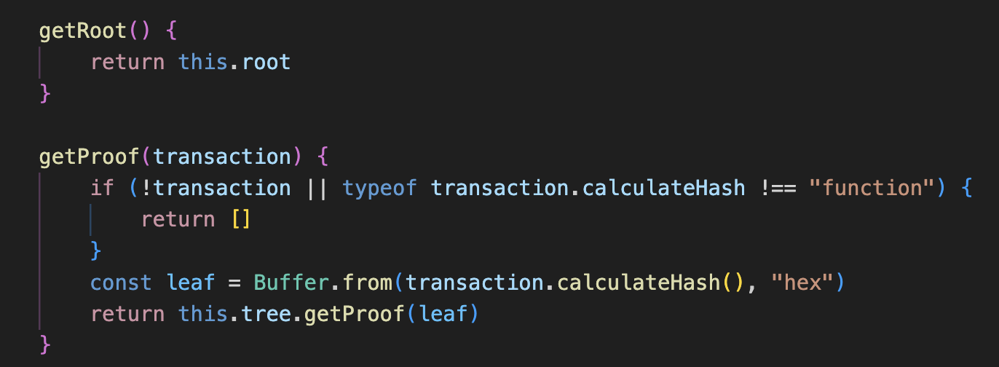 getRoot() {
    return this.root
}

getProof(transaction) {
    if (!transaction || typeof transaction.calculateHash !== "function") {
        return []
    }
    const leaf = Buffer.from(transaction.calculateHash(), "hex")
    return this.tree.getProof(leaf)
}